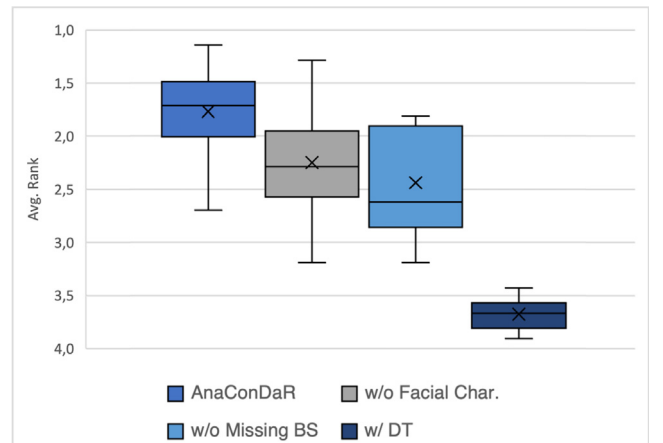 1,0
1,5
2,0
2,5
3,0
3,5
4,0
Avg. Rank
AnaConDaR w/o Facial Char.
w/o Missing BS w/ DT